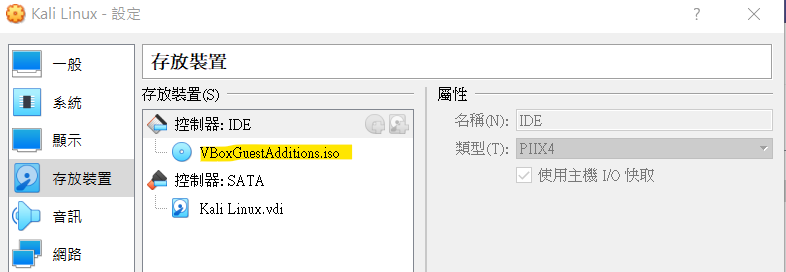 Kali Linux - 設定
一般
系統
顯示
存放裝置
音訊
網路
存放裝置
存放裝置(S)
控制器: IDE
VBoxGuestAdditions.iso
控制器: SATA
Kali Linux.vdi
屬性
名稱(N): IDE
類型(T): PIIX4
使用主機 I/O 快取